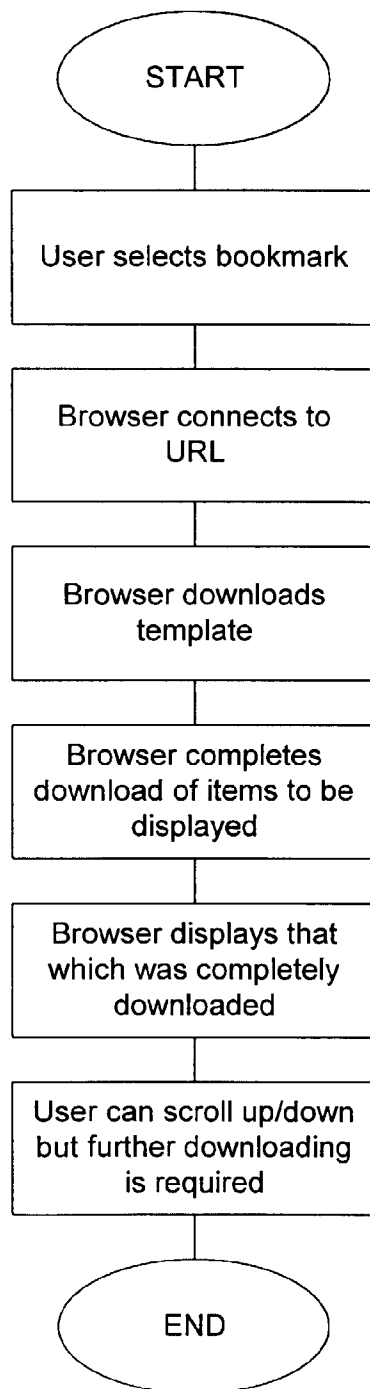 START
User selects bookmark
Browser connects to
URL
Browser downloads
template
Browser completes
download of items to be
displayed
Browser displays that
which was completely
downloaded
User can scroll up/down
but further downloading
is required
END